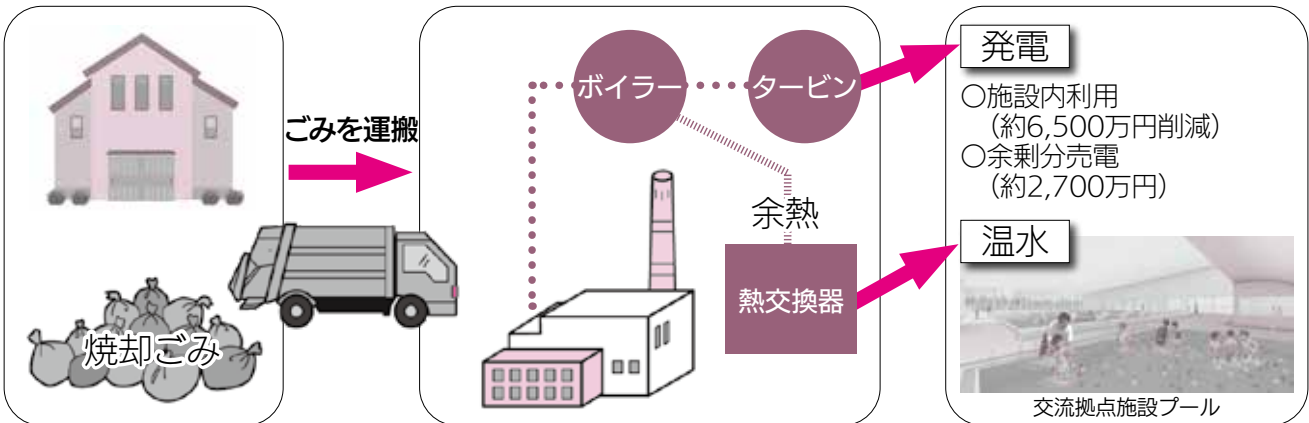 焼却ごみ
ごみを運搬
ボイラー
タービン
余熱
熱交換器
発電
○施設内利用
(約6,500万円削減)
○余剰分売電
(約2,700万円)
温水
交流拠点施設プール